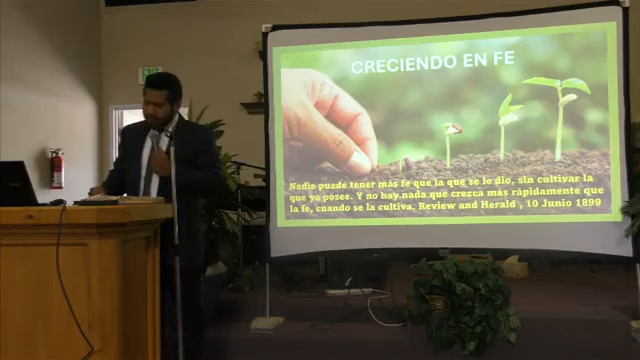 CRECIENDO EN FE
Nadie puede tener más fe que la que se le dio, sin cultivar la
que ya posee. Y no hay nada que crezca más rápidamente que
la fe, cuando se la cultiva. Review and Herald , 10 Junio 1899